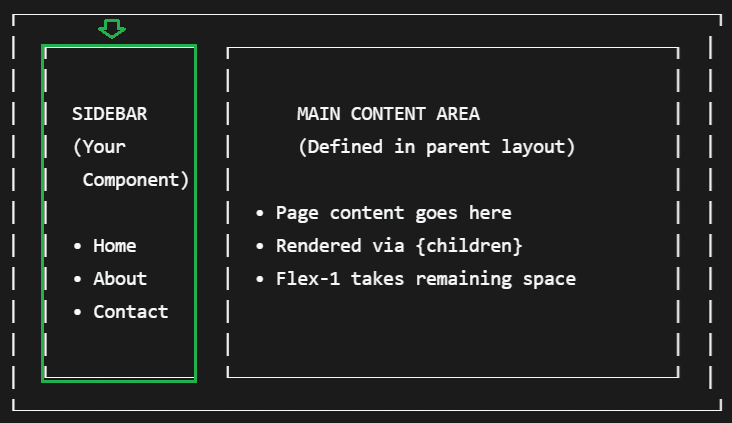 SIDEBAR
(Your
Component)
• Home
• About
• Contact
MAIN CONTENT AREA
(Defined in parent layout)
• Page content goes here
• Rendered via {children}
• Flex-1 takes remaining space